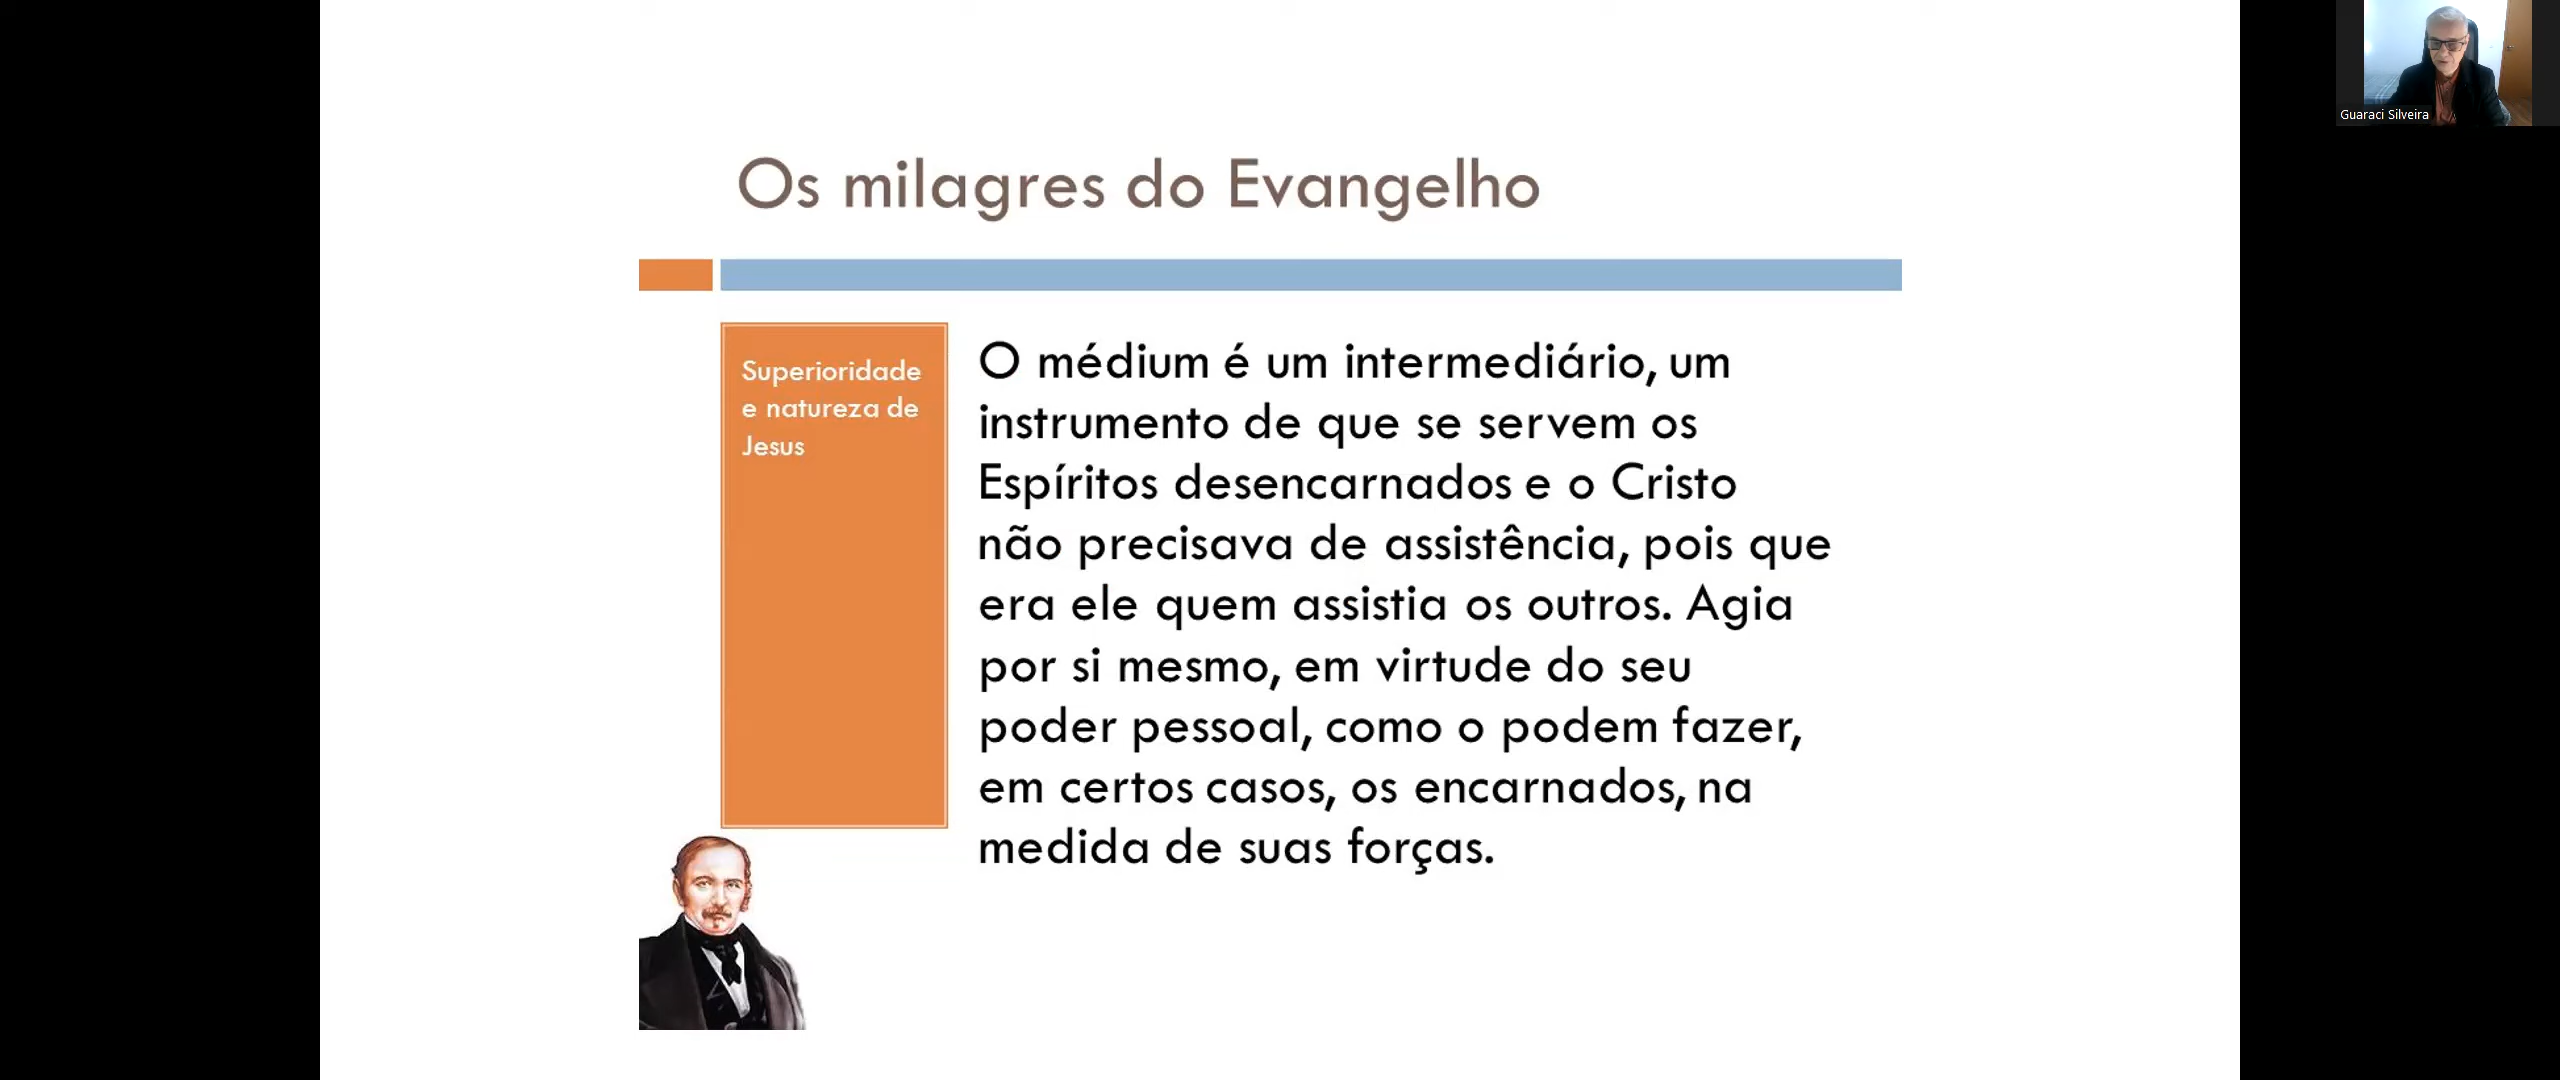 Guaraci Silveira
Os milagres do Evangelho
Superioridade
e natureza de
Jesus
O médium é um intermediário, um
instrumento de que se servem os
Espíritos desencarnados e o Cristo
não precisava de assistência, pois que
era ele quem assistia os outros. Agia
por si mesmo, em virtude do seu
poder pessoal, como o podem fazer,
em certos casos, os encarnados, na
medida de suas forças.